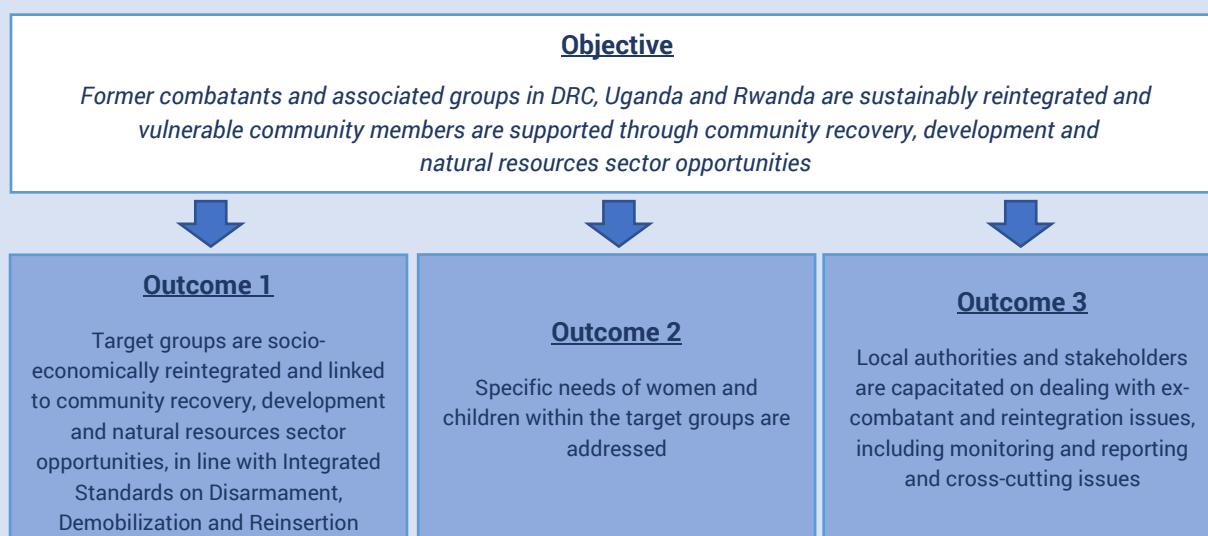 Objective
Former combatants and associated groups in DRC, Uganda and Rwanda are sustainably reintegrated and
vulnerable community members are supported through community recovery, development and
natural resources sector opportunities
Outcome 1
Target groups are socio-
economically reintegrated and linked
to community recovery, development
and natural resources sector
opportunities, in line with Integrated
Standards on Disarmament,
Demobilization and Reinsertion
Outcome 2
Specific needs of women and
children within the target groups are
addressed
Outcome 3
Local authorities and stakeholders
are capacitated on dealing with ex-
combatant and reintegration issues,
including monitoring and reporting
and cross-cutting issues